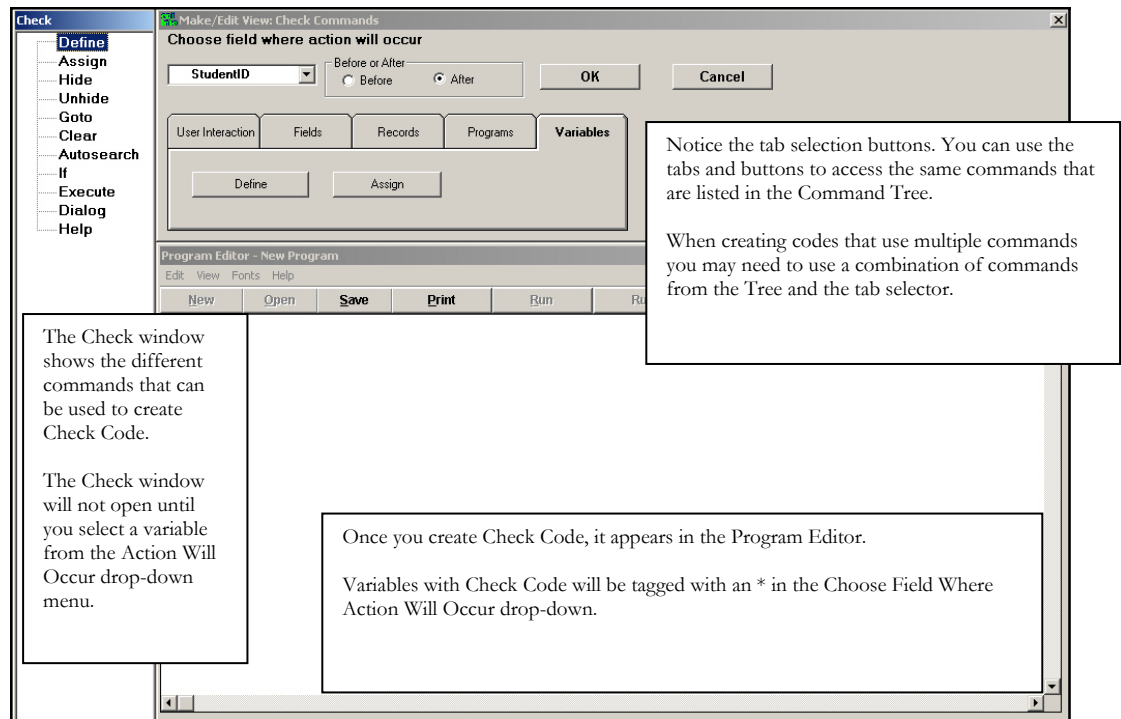 Check
Define
Assign
Hide
Unhide
Goto
Clear
Autosearch
If
Execute
Dialog
Help
Make/Edit View: Check Commands
Choose field where action will occur
StudentID
Before or After
Before
After
OK
Cancel
User Interaction
Fields
Records
Programs
Variables
Define
Assign
Notice the tab selection buttons. You can use the
tabs and buttons to access the same commands that
are listed in the Command Tree.
When creating codes that use multiple commands
you may need to use a combination of commands
from the Tree and the tab selector.
Program Editor - New Program
Edit View Fonts Help
New Open Save Print Run
The Check window
shows the different
commands that can
be used to create
Check Code.
The Check window
will not open until
you select a variable
from the Action Will
Occur drop-down
menu.
Once you create Check Code, it appears in the Program Editor.
Variables with Check Code will be tagged with an * in the Choose Field Where
Action Will Occur drop-down.